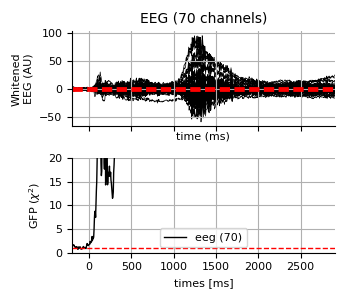 EEG (70 channels)
Whitened
EEG (AU)
100
50
0
−50
time (ms)
GFP (χ²)
20
15
10
5
0
eeg (70)
0 500 1000 1500 2000 2500
times [ms]